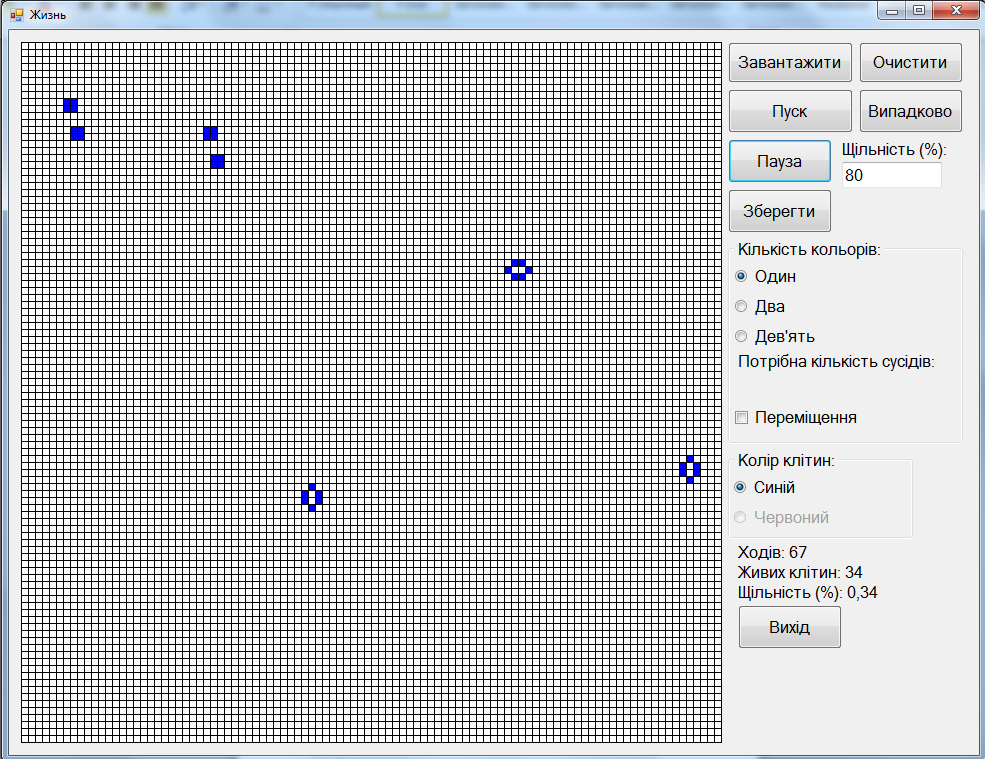 Жизнь
Завантажити Очистити
Пуск Випадково
Пауза Щільність (%):
80
Зберегти
Кількість кольорів:
Один
Два
Дев'ять
Потрібна кількість сусідів:
Переміщення
Колір клітин:
Синій
Червоний
Ходів: 67
Живих клітин: 34
Щільність (%): 0,34
Вихід